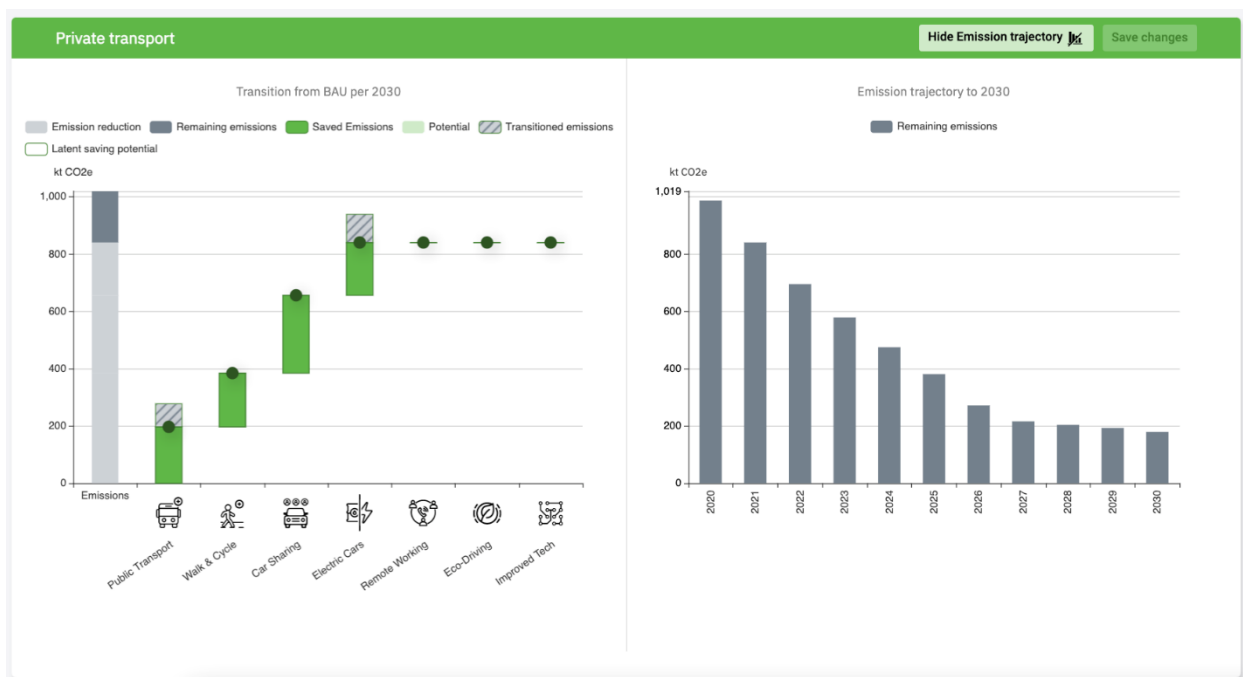 Private transport
Hide Emission trajectory
Save changes
Transition from BAU per 2030
Emission reduction
Remaining emissions
Saved Emissions
Potential
Transitioned emissions
Latent saving potential
kt CO2e
1,000
800
600
400
200
0
Emissions
Public Transport
Walk & Cycle
Car Sharing
Electric Cars
Remote Working
Eco-Driving
Improved Tech
Emission trajectory to 2030
Remaining emissions
kt CO2e
1,019
800
600
400
200
0
2020
2021
2022
2023
2024
2025
2026
2027
2028
2029
2030